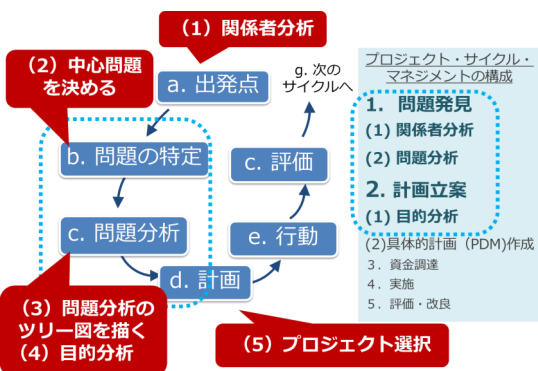 （1）関係者分析
（2）中心問題
を決める
a. 出発点
g. 次の
サイクルへ
b. 問題の特定
c. 評価
c. 問題分析
e. 行動
d. 計画
（3）問題分析の
ツリー図を描く
（4）目的分析
（5）プロジェクト選択
プロジェクト・サイクル・
マネジメントの構成
1. 問題発見
(1) 関係者分析
(2) 問題分析
2. 計画立案
(1) 目的分析
(2)具体的計画（PDM)作成
３．資金調達
４．実施
５．評価・改良